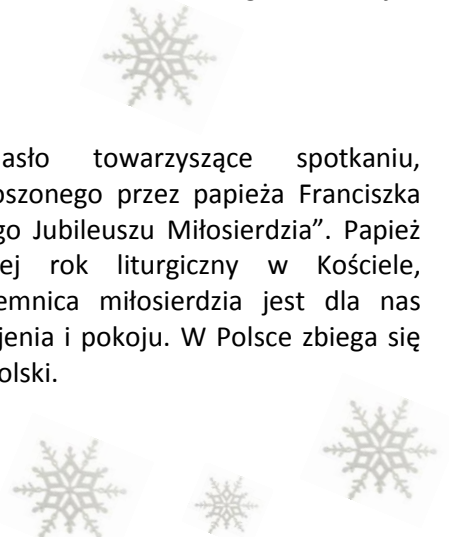 asło towarzyszące spotkaniu,
oszonego przez papieża Franciszka
go Jubileuszu Miłosierdzia”. Papież
ej rok liturgiczny w Kościele,
emnica miłosierdzia jest dla nas
jenia i pokoju. W Polsce zbiega się
olski.